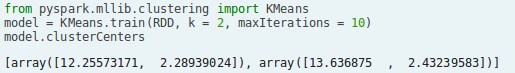 from pyspark.mllib.clustering import KMeans
model = KMeans.train(RDD, k = 2, maxIterations = 10)
model.clusterCenters
[array([12.25573171,  2.28939024]), array([13.636875  ,  2.43239583])]